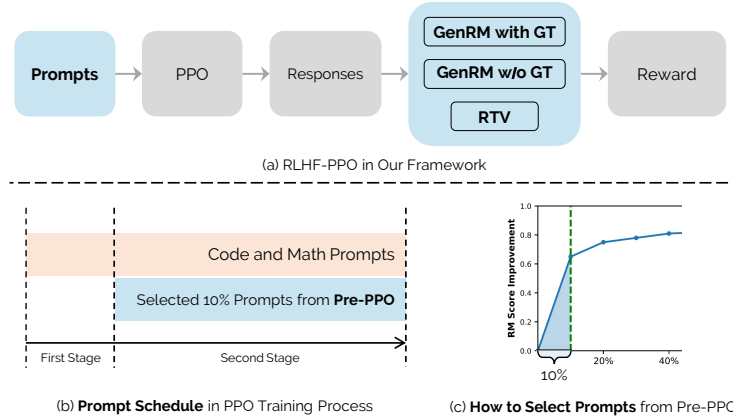 GenRM with GT
Prompts
PPO
Responses
GenRM w/o GT
Reward
RTV
(a) RLHF-PPO in Our Framework
Code and Math Prompts
Selected 10% Prompts from Pre-PPO
First Stage
Second Stage
(b) Prompt Schedule in PPO Training Process
RM Score Improvement
1.0
0.8
0.6
0.4
0.2
0.0
20%
40%
10%
(c) How to Select Prompts from Pre-PPO